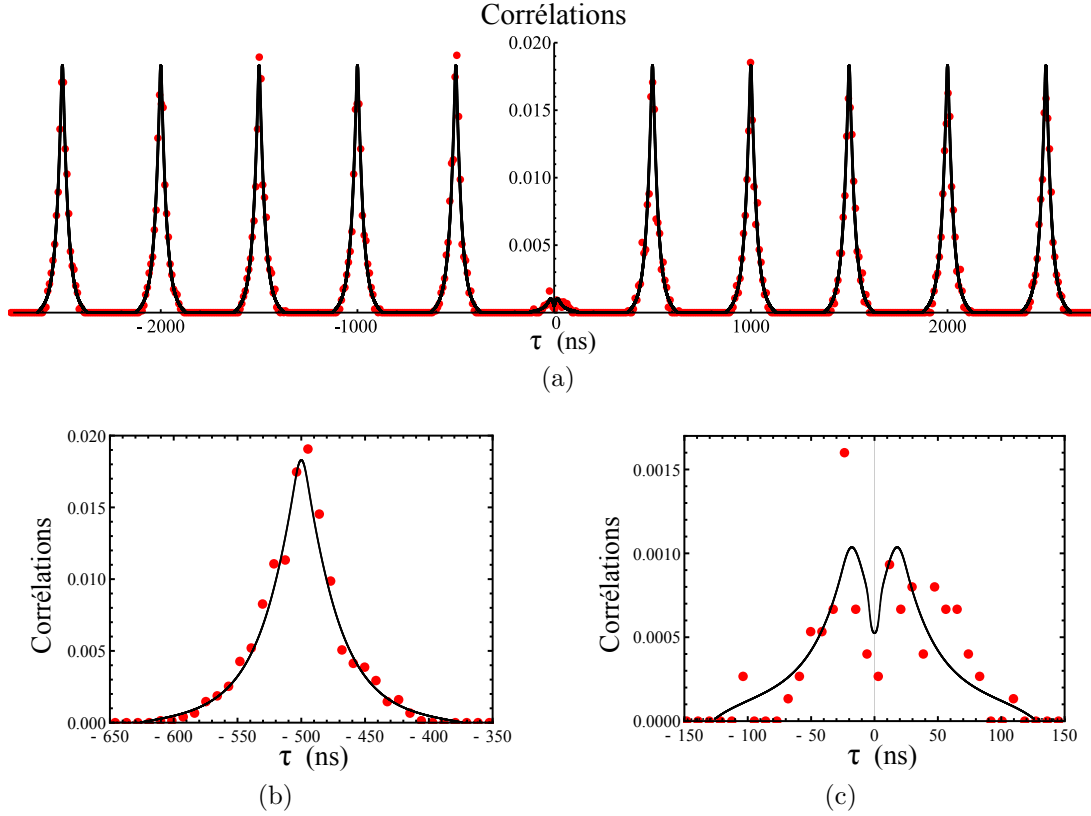 Corrélations
0.020
0.015
0.010
0.005
- 2000 -1000 0 1000 2000
τ (ns)
(a)
Corrélations
0.020
0.015
0.010
0.005
0.000
- 650 - 600 - 550 - 500 - 450 - 400 - 350
τ (ns)
(b)
Corrélations
0.0015
0.0010
0.0005
0.0000
- 150 - 100 - 50 0 50 100 150
τ (ns)
(c)